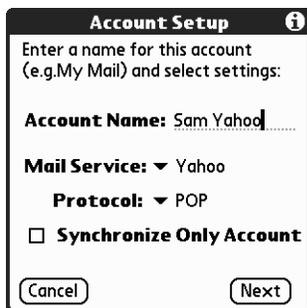 Account Setup
Enter a name for this account
(e.g.My Mail) and select settings:
Account Name: Sam Yahoo
Mail Service: Yahoo
Protocol: POP
Synchronize Only Account
Cancel Next